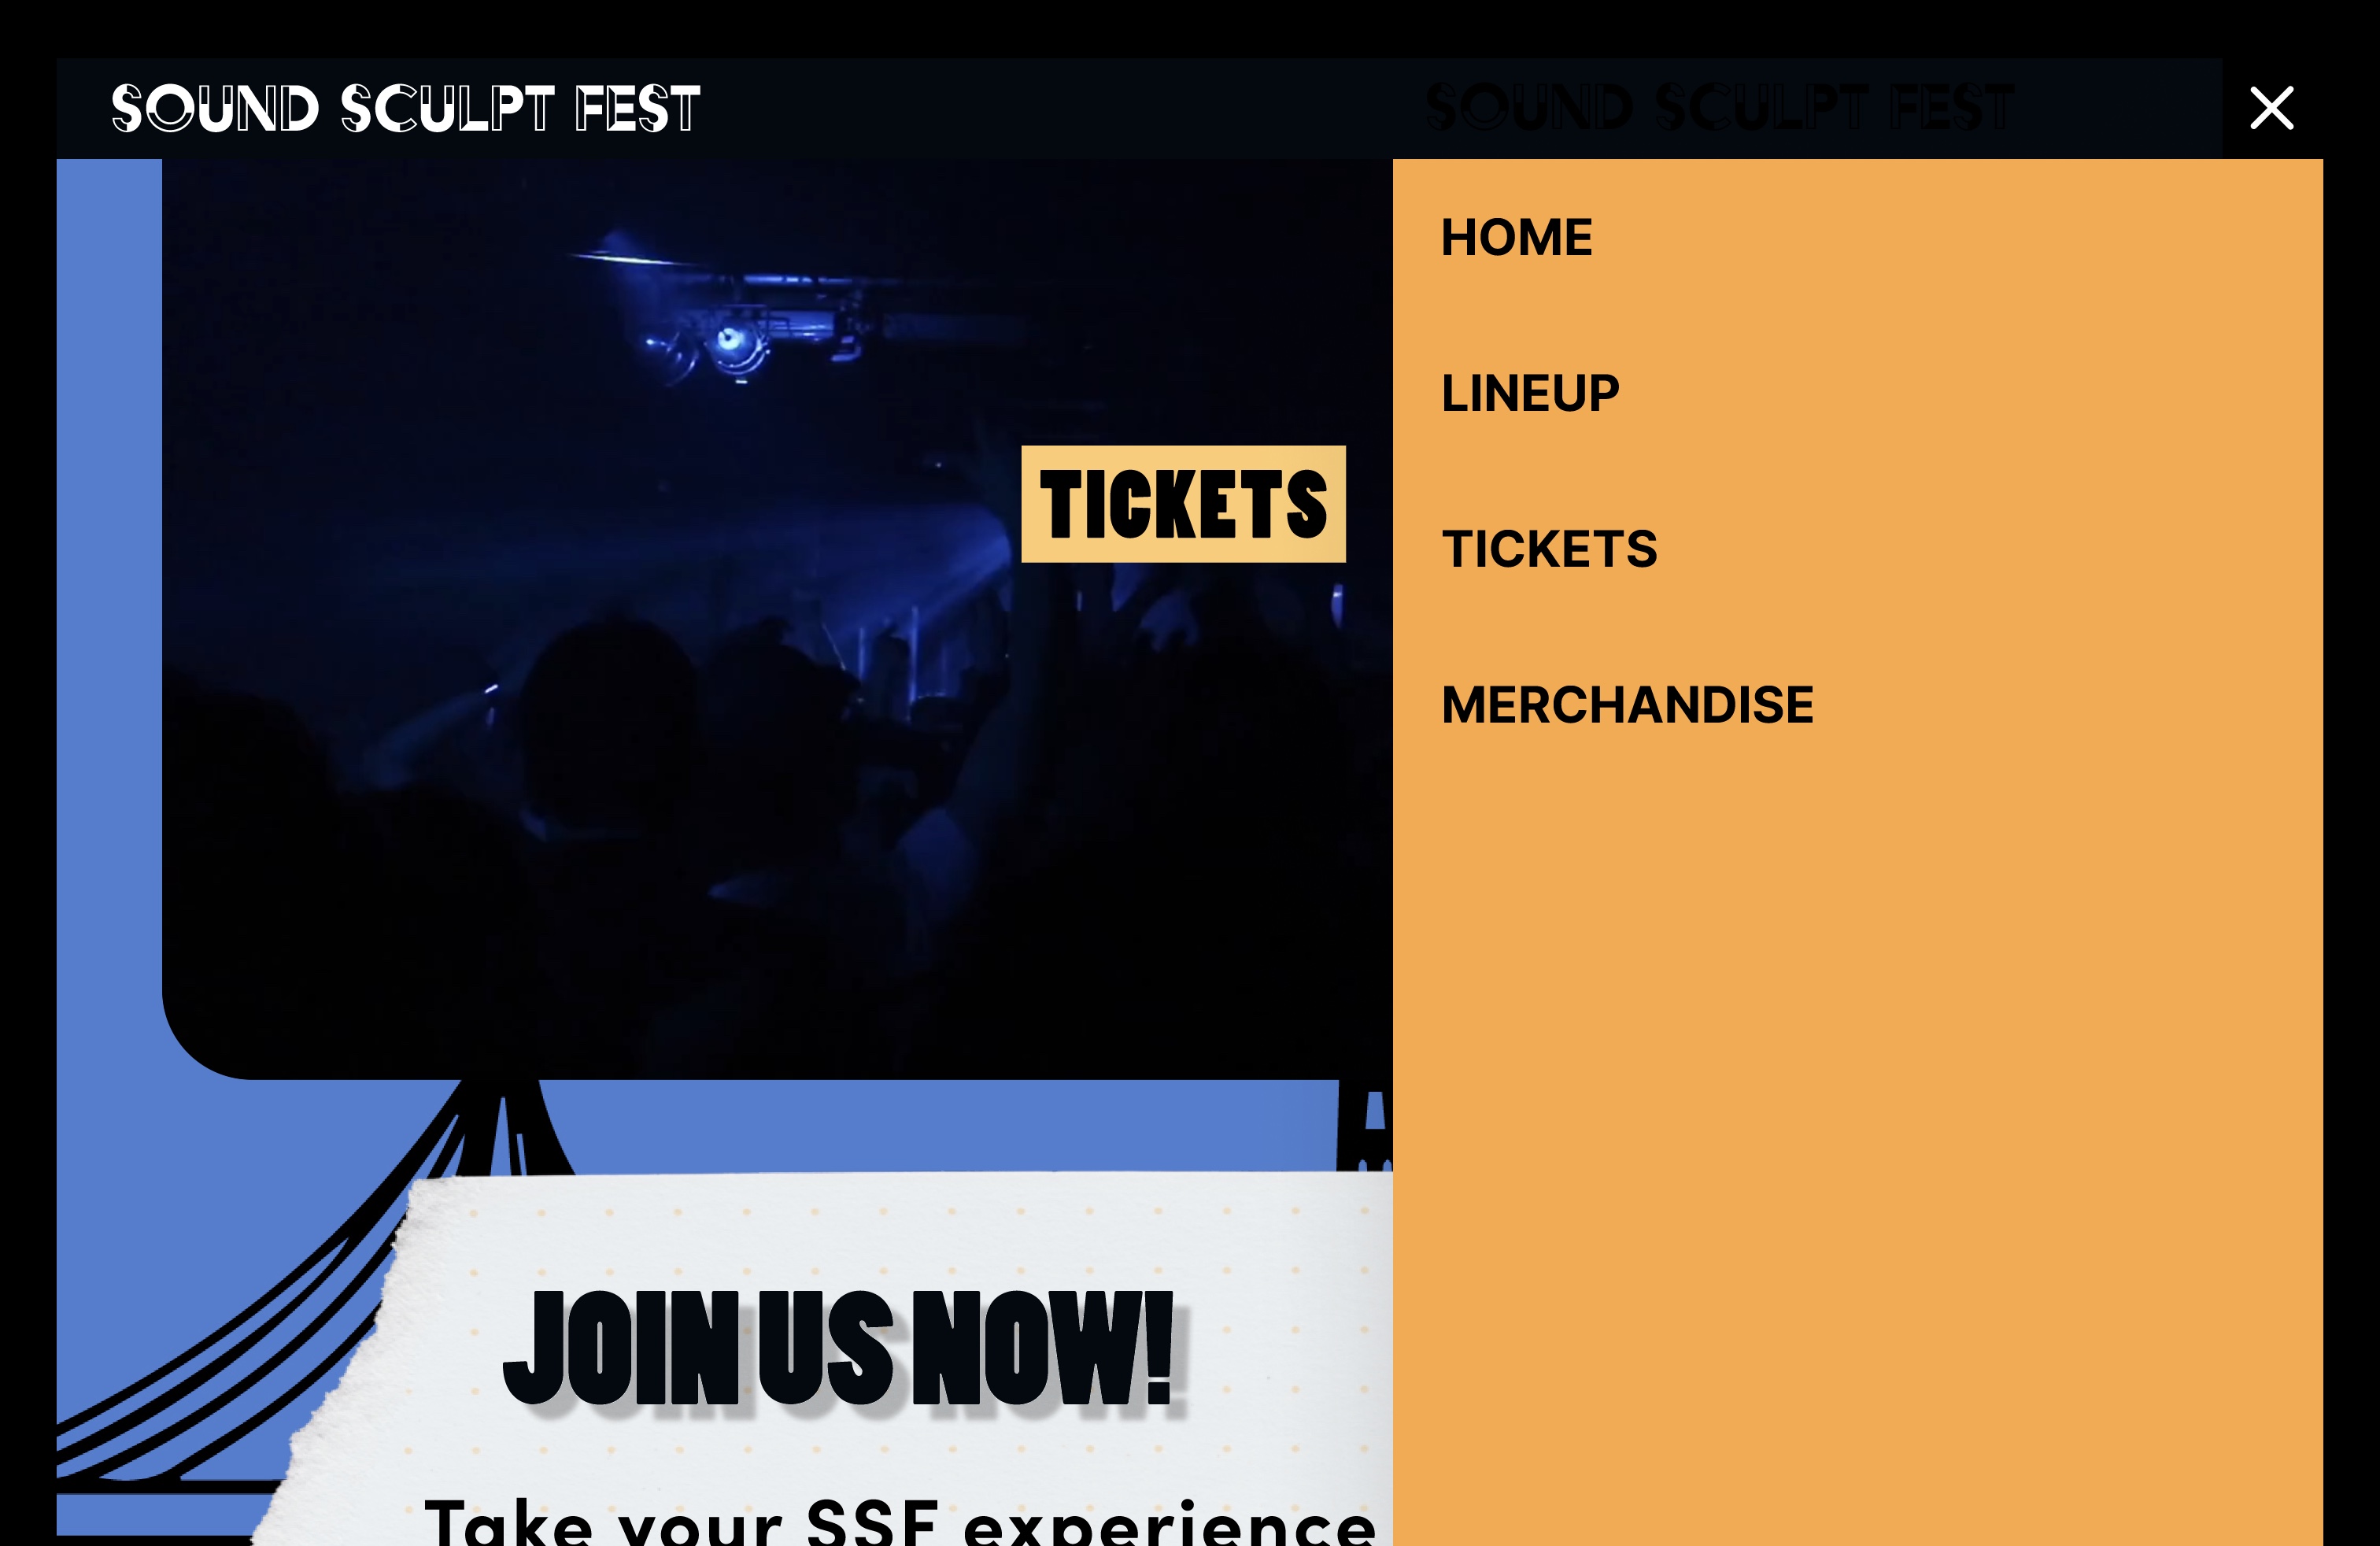 SOUND SCULPT FEST
SOUND SCULPT FEST
HOME
LINEUP
TICKETS
TICKETS
MERCHANDISE
JOIN US NOW!
Take your SSF experience